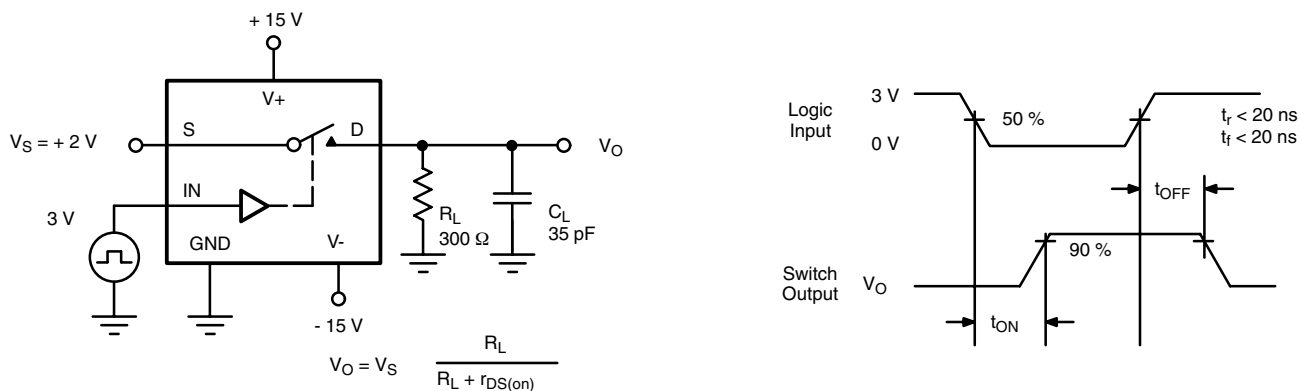 + 15 V
V+
S
D
V_S = + 2 V
V_O
IN
3 V
R_L
300 Ω
C_L
35 pF
GND
V-
- 15 V
V_O = V_S R_L
R_L + r_DS(on)
Logic
Input
3 V
0 V
50 %
t_r < 20 ns
t_f < 20 ns
t_OFF
Switch
Output
V_O
90 %
t_ON